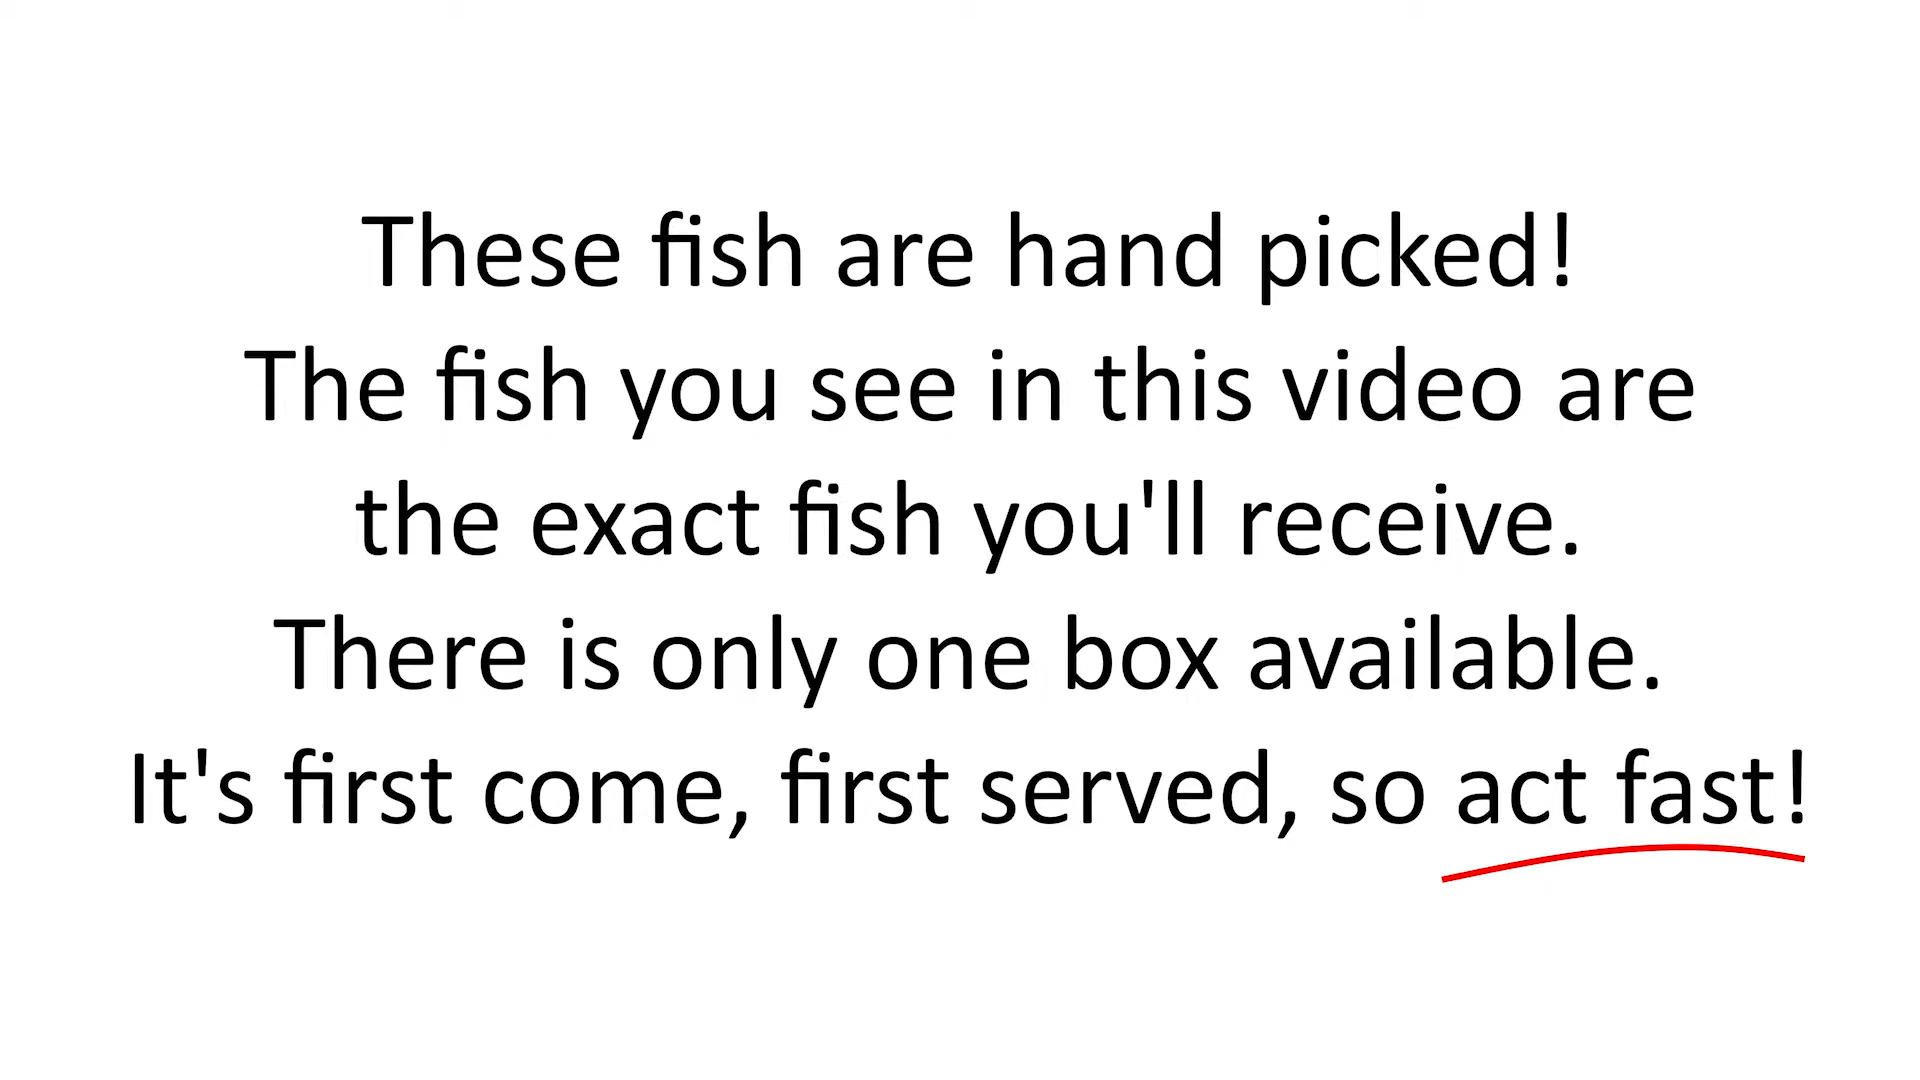 These fish are hand picked!
The fish you see in this video are
the exact fish you'll receive.
There is only one box available.
It's first come, first served, so act fast!